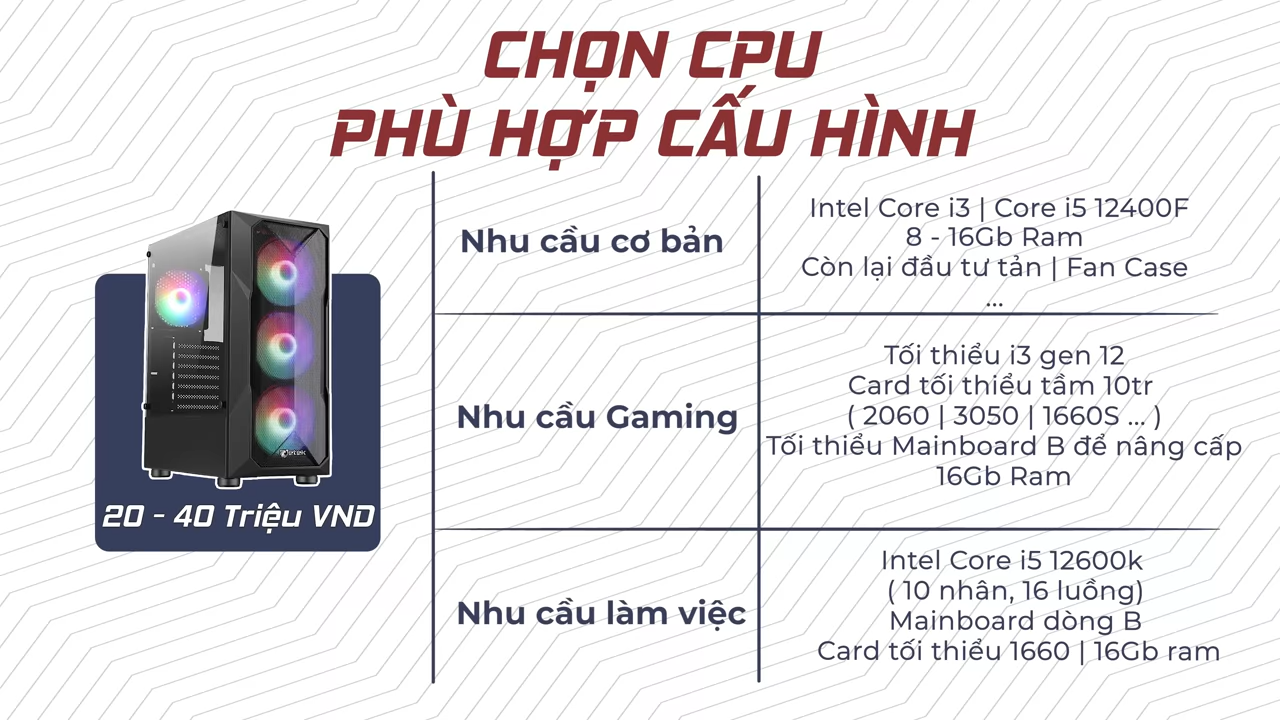 CHỌN CPU
PHÙ HỢP CẤU HÌNH
Nhu cầu cơ bản
Intel Core i3 | Core i5 12400F
8 - 16Gb Ram
Còn lại đầu tư tản | Fan Case
...
Nhu cầu Gaming
Tối thiểu i3 gen 12
Card tối thiểu tầm 10tr
( 2060 | 3050 | 1660S ... )
Tối thiểu Mainboard B để nâng cấp
16Gb Ram
Nhu cầu làm việc
Intel Core i5 12600k
( 10 nhân, 16 luồng)
Mainboard dòng B
Card tối thiểu 1660 | 16Gb ram
20 - 40 Triệu VND